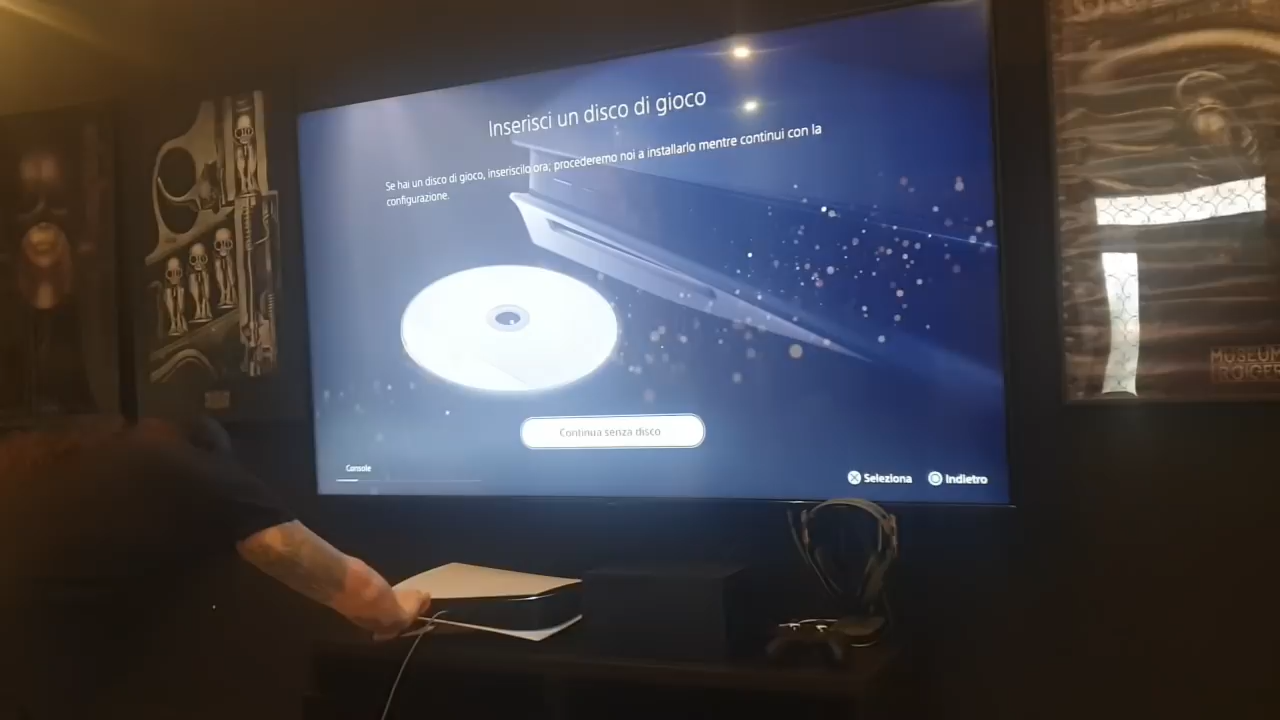 Inserisci un disco di gioco
Se hai un disco di gioco, inseriscilo ora; procederemo noi a installarlo mentre continui con la
configurazione.
Continua senza disco
Console
Seleziona
Indietro
MUSEUM